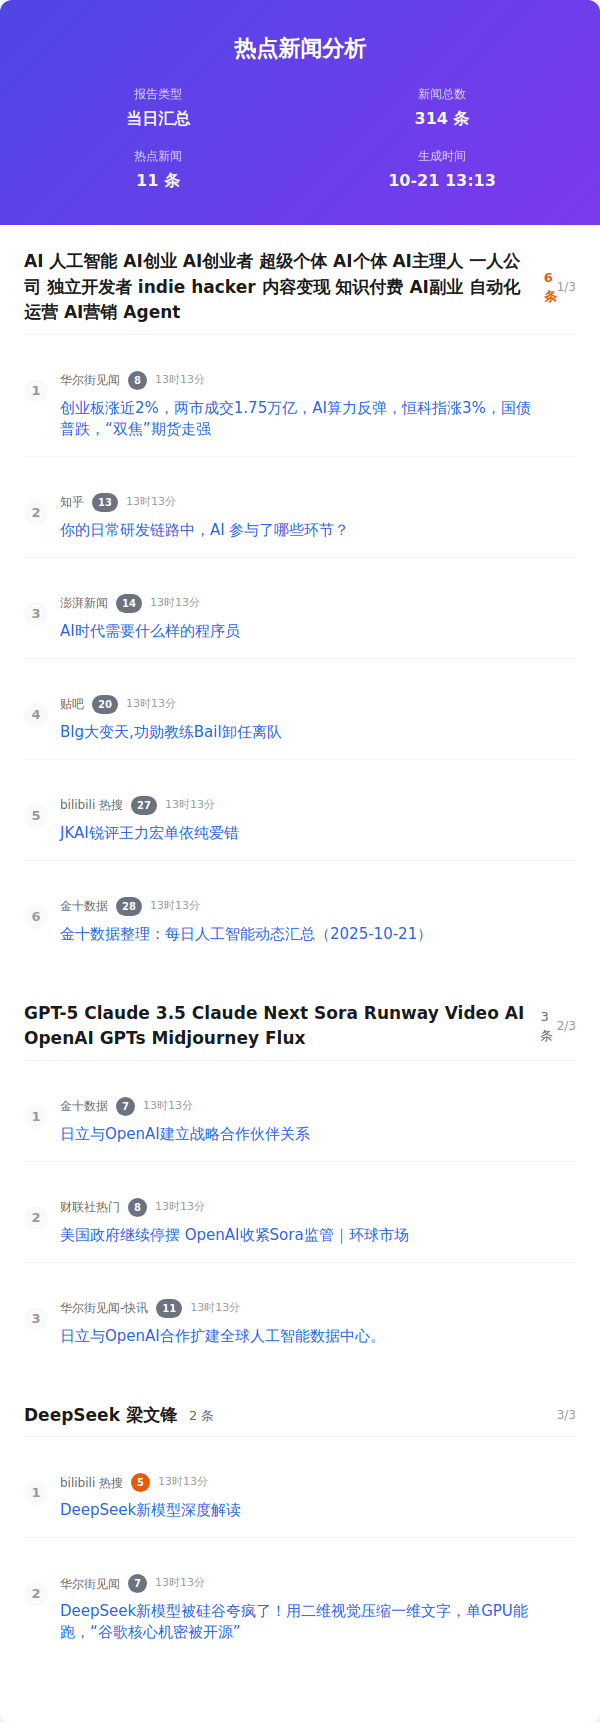 热点新闻分析
报告类型
新闻总数
当日汇总
314 条
热点新闻
生成时间
11 条
10-21 13:13
AI 人工智能 AI创业 AI创业者 超级个体 AI个体 AI主理人 一人公
司 独立开发者 indie hacker 内容变现 知识付费 AI副业 自动化
运营 AI营销 Agent
6
条
1/3
1
华尔街见闻 8 13时13分
创业板涨近2%，两市成交1.75万亿，AI算力反弹，恒科指涨3%，国债
普跌，“双焦”期货走强
2
知乎 13 13时13分
你的日常研发链路中，AI 参与了哪些环节？
3
澎湃新闻 14 13时13分
AI时代需要什么样的程序员
4
贴吧 20 13时13分
Blg大变天,功勋教练Bail卸任离队
5
bilibili 热搜 27 13时13分
JKAI锐评王力宏单依纯爱错
6
金十数据 28 13时13分
金十数据整理：每日人工智能动态汇总（2025-10-21）
GPT-5 Claude 3.5 Claude Next Sora Runway Video AI
OpenAI GPTs Midjourney Flux
3
条
2/3
1
金十数据 7 13时13分
日立与OpenAI建立战略合作伙伴关系
2
财联社热门 8 13时13分
美国政府继续停摆 OpenAI收紧Sora监管｜环球市场
3
华尔街见闻-快讯 11 13时13分
日立与OpenAI合作扩建全球人工智能数据中心。
DeepSeek 梁文锋 2 条 3/3
1
bilibili 热搜 5 13时13分
DeepSeek新模型深度解读
2
华尔街见闻 7 13时13分
DeepSeek新模型被硅谷夸疯了！用二维视觉压缩一维文字，单GPU能
跑，“谷歌核心机密被开源”